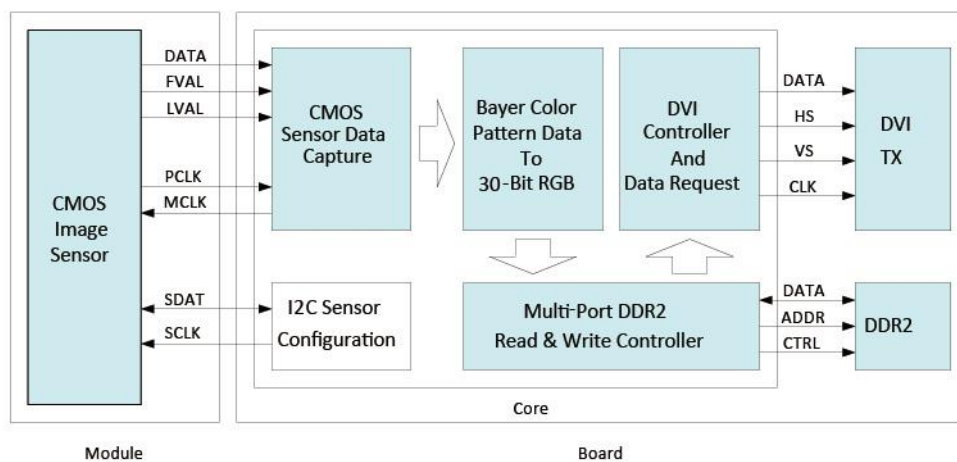 CMOS
Image
Sensor
DATA
FVAL
LVAL
PCLK
MCLK
SDAT
SCLK
CMOS
Sensor Data
Capture
Bayer Color
Pattern Data
To
30-Bit RGB
DVI
Controller
And
Data Request
DATA
HS
VS
CLK
DVI
TX
I2C Sensor
Configuration
Multi-Port DDR2
Read & Write Controller
DATA
ADDR
CTRL
DDR2
Core
Module
Board